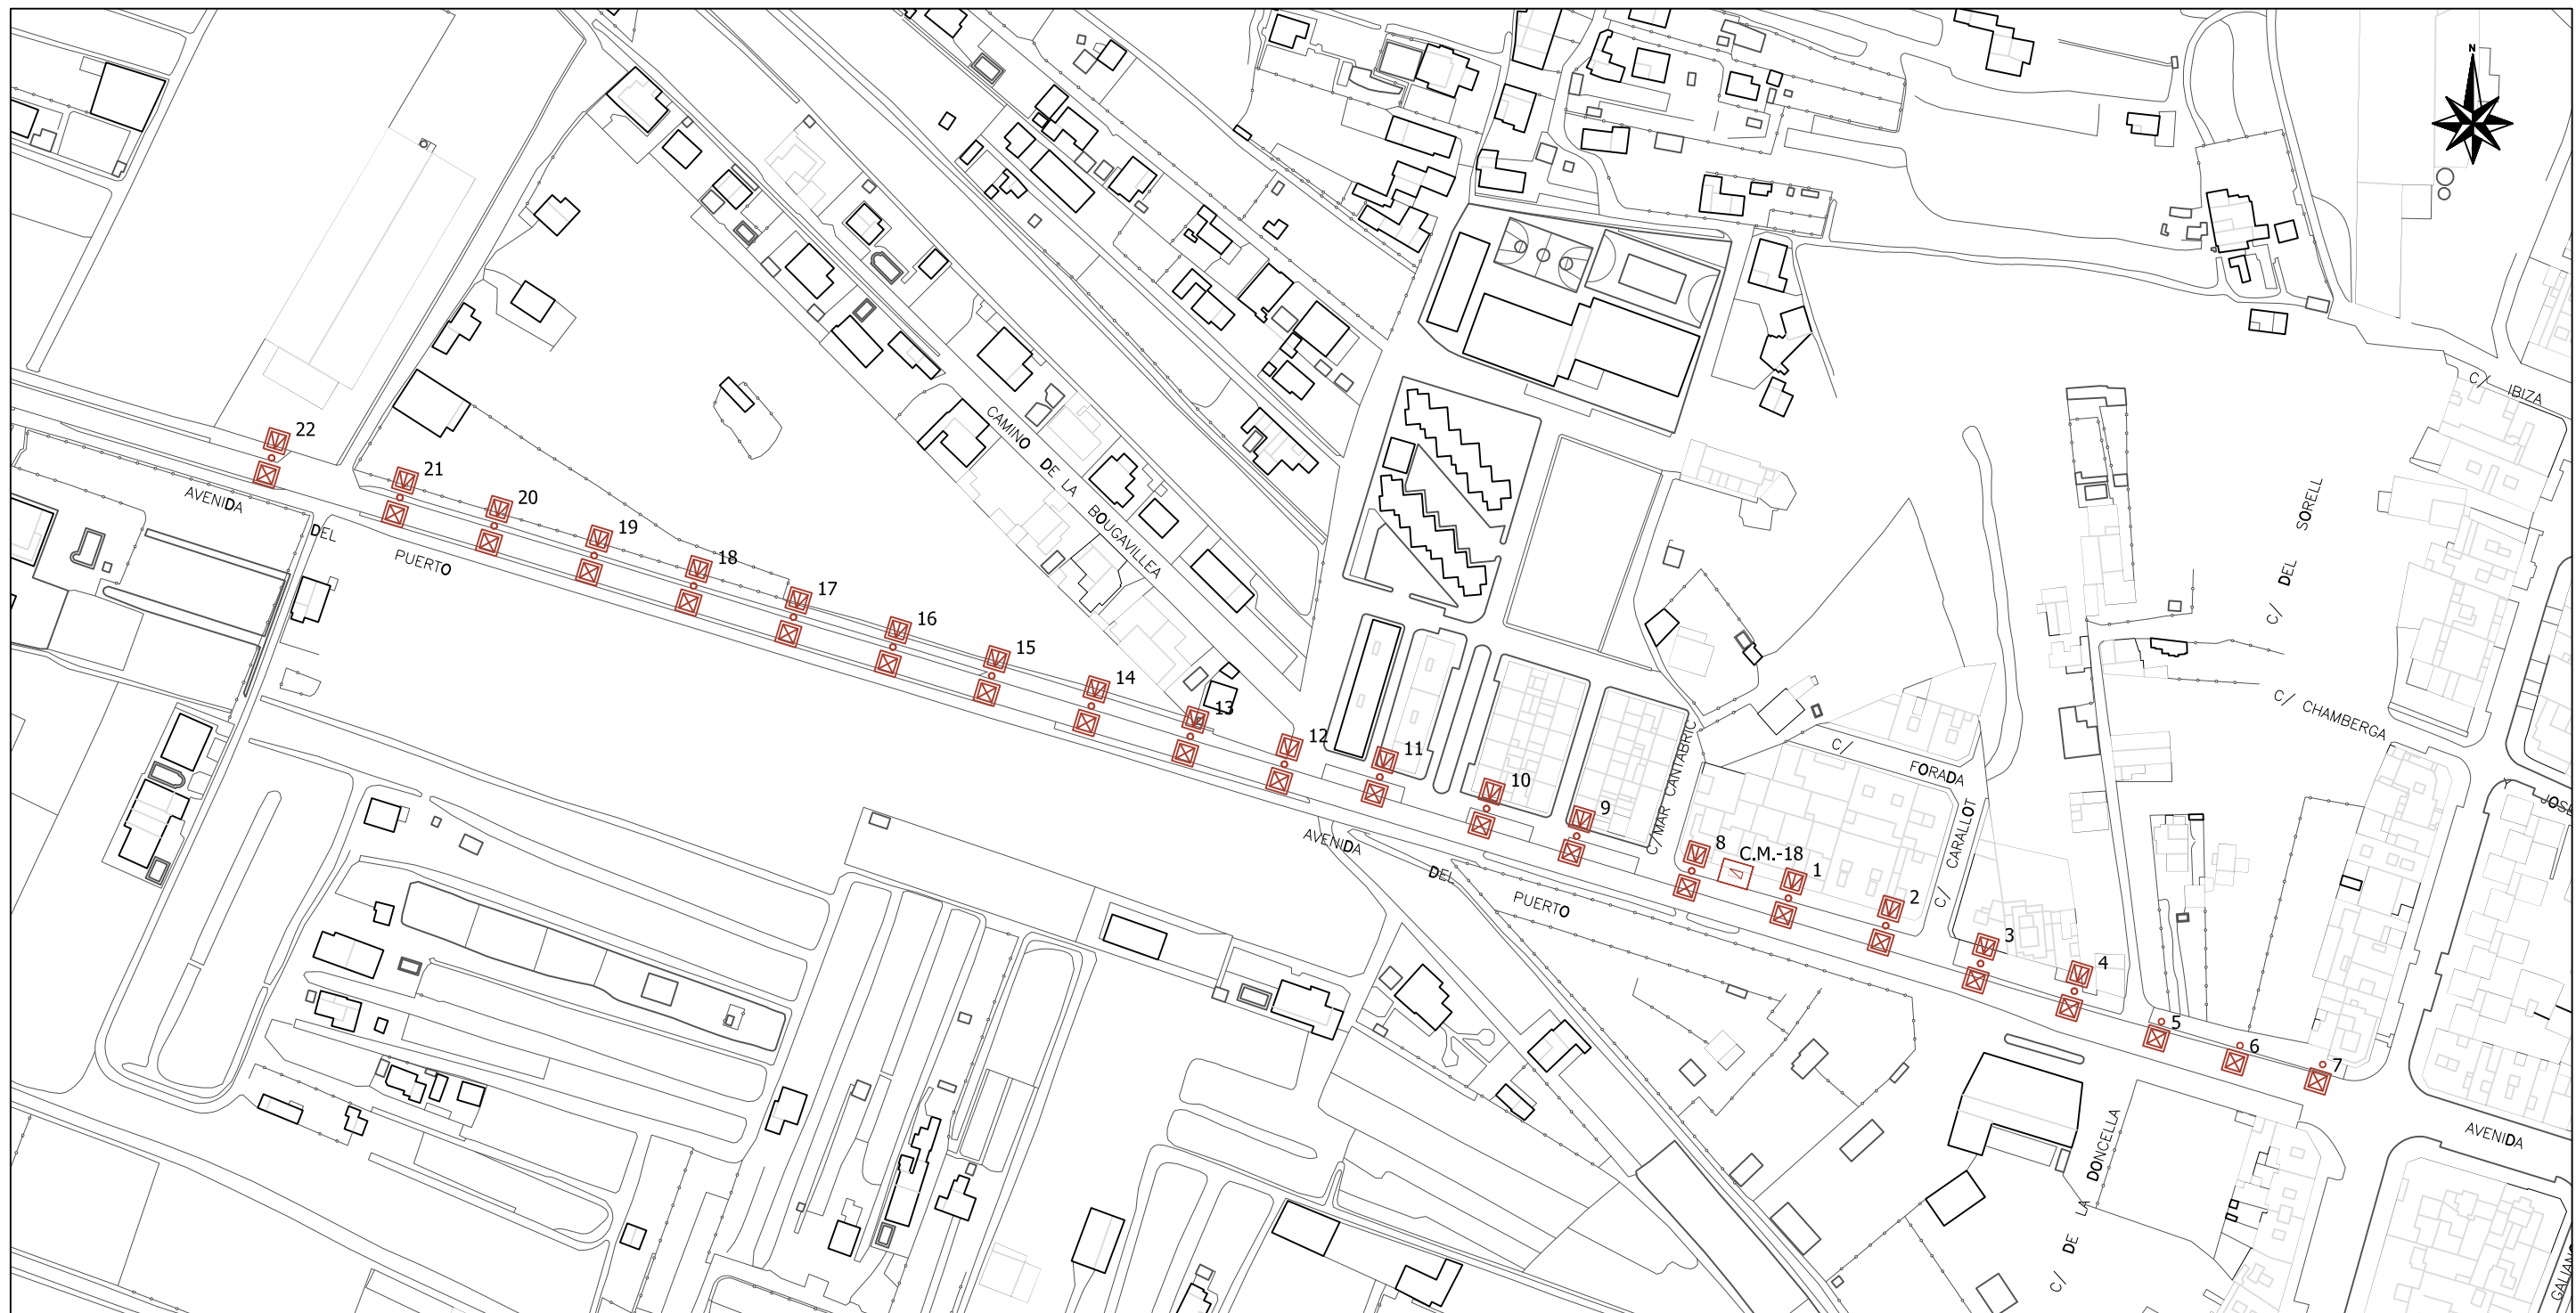 N
C/ IBIZA
22
21
20
19
18
17
16
15
14
13
12
11
10
9
8
C.M.-18
1
2
3
4
5
6
7
AVENIDA DEL PUERTO
CAMINO DE LA BOUGAVILLEA
C/ DEL SORELL
C/ CHAMBERGA
C/MAR CANTABRIC
C/ FORADA
C/ CARALLOT
AVENIDA DEL PUERTO
C/ DE LA DONCELLA
AVENIDA